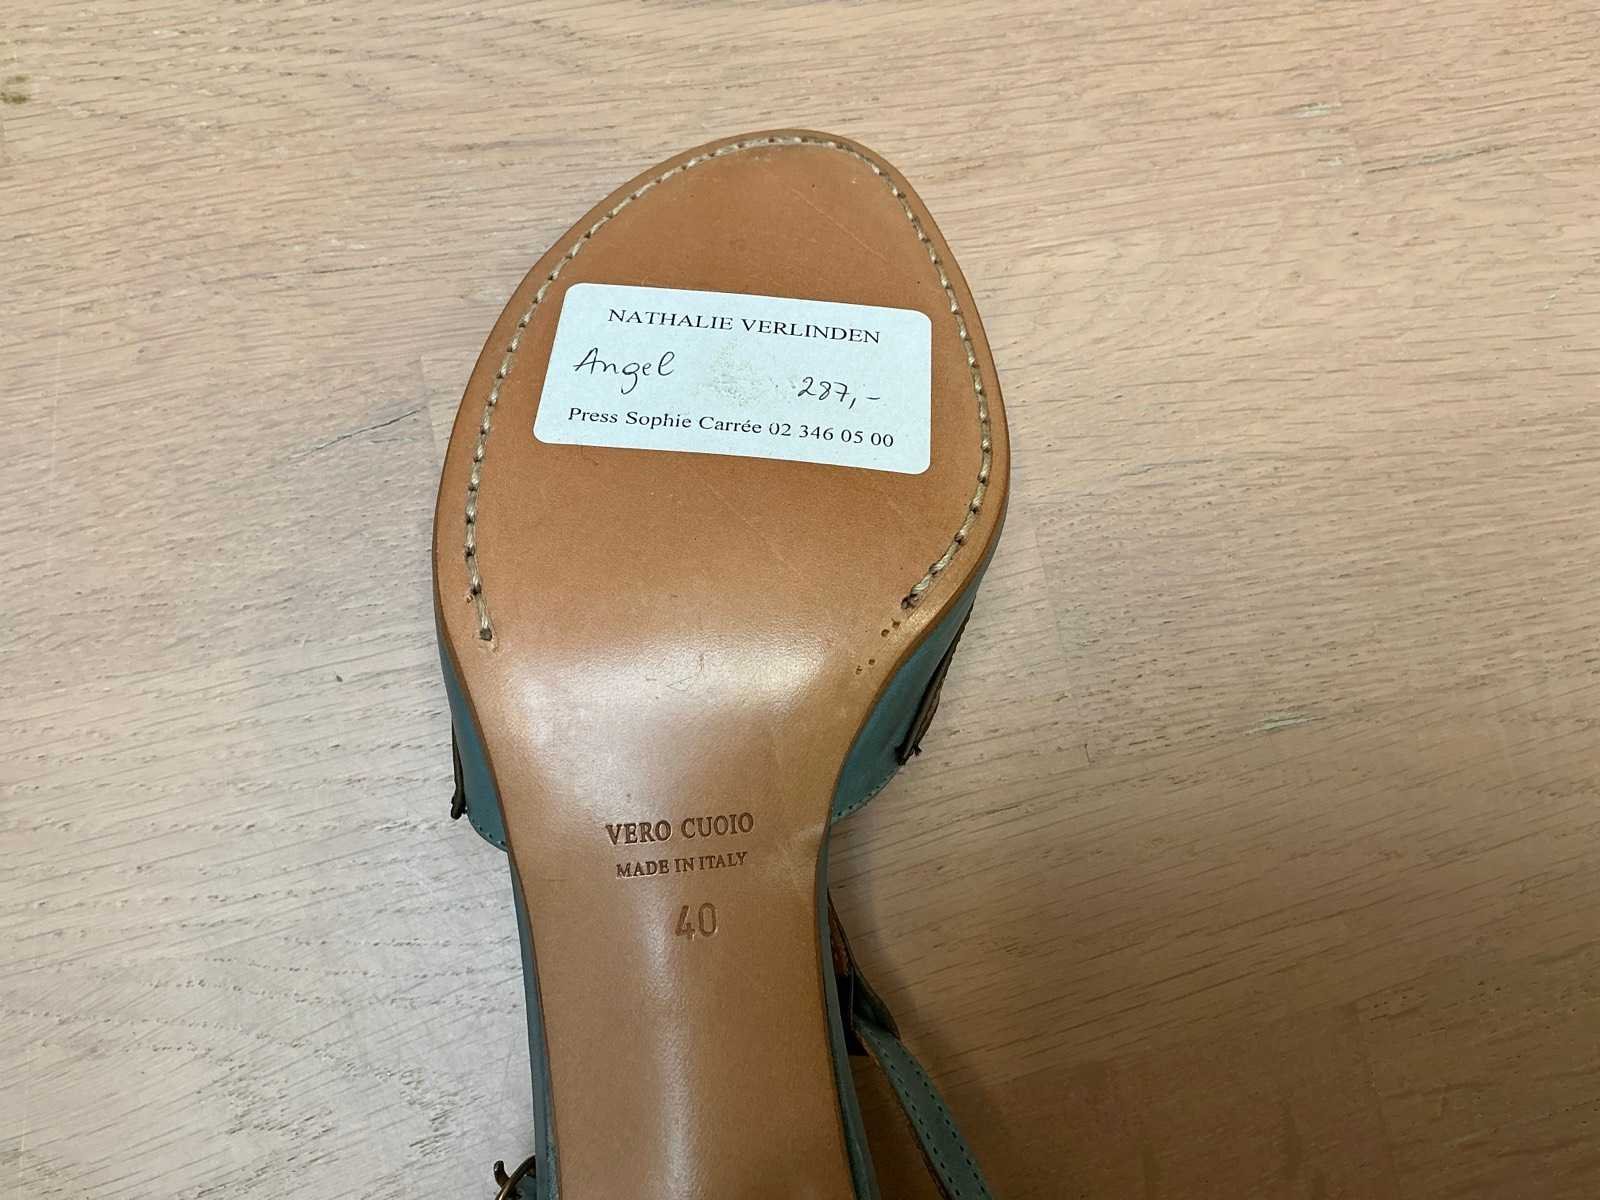 NATHALIE VERLINDEN
Angel
287,-
Press Sophie Carrée 02 346 05 00
VERO CUOIO
MADE IN ITALY
40